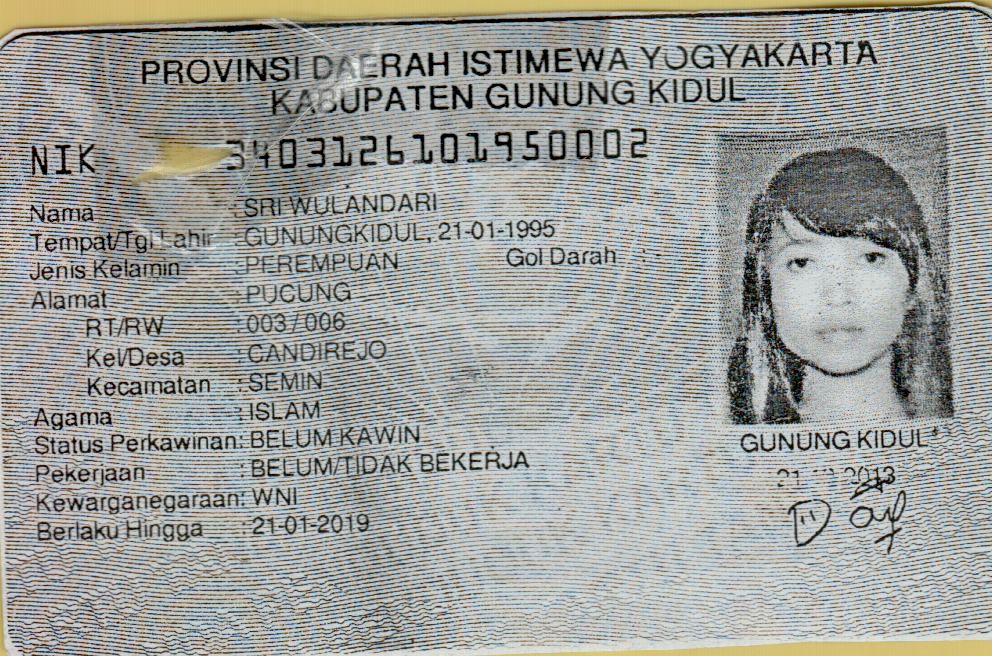 PROVINSI DAERAH ISTIMEWA YOGYAKARTA
KABUPATEN GUNUNG KIDUL
NIK 3403126101950002
Nama : SRI WULANDARI
Tempat/Tgl Lahir : GUNUNGKIDUL, 21-01-1995
Jenis Kelamin : PEREMPUAN Gol Darah : -
Alamat : PUCUNG
RT/RW : 003/006
Kel/Desa : CANDIREJO
Kecamatan : SEMIN
Agama : ISLAM
Status Perkawinan: BELUM KAWIN
Pekerjaan : BELUM/TIDAK BEKERJA
Kewarganegaraan: WNI
Berlaku Hingga : 21-01-2019
GUNUNG KIDUL
2013